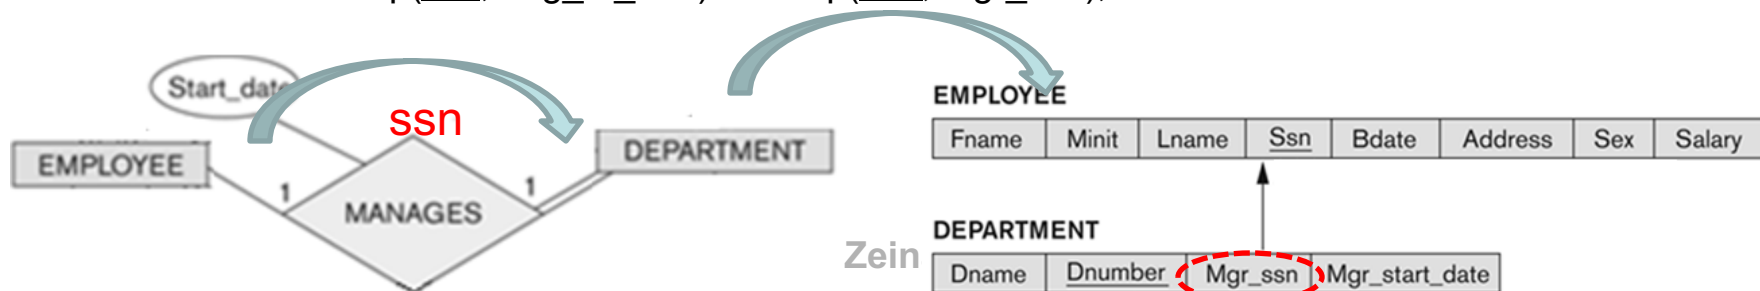 Start_date
ssn
EMPLOYEE
1
MANAGES
1
DEPARTMENT
EMPLOYEE
Fname Minit Lname Ssn Bdate Address Sex Salary
DEPARTMENT
Zein
Dname Dnumber Mgr_ssn Mgr_start_date